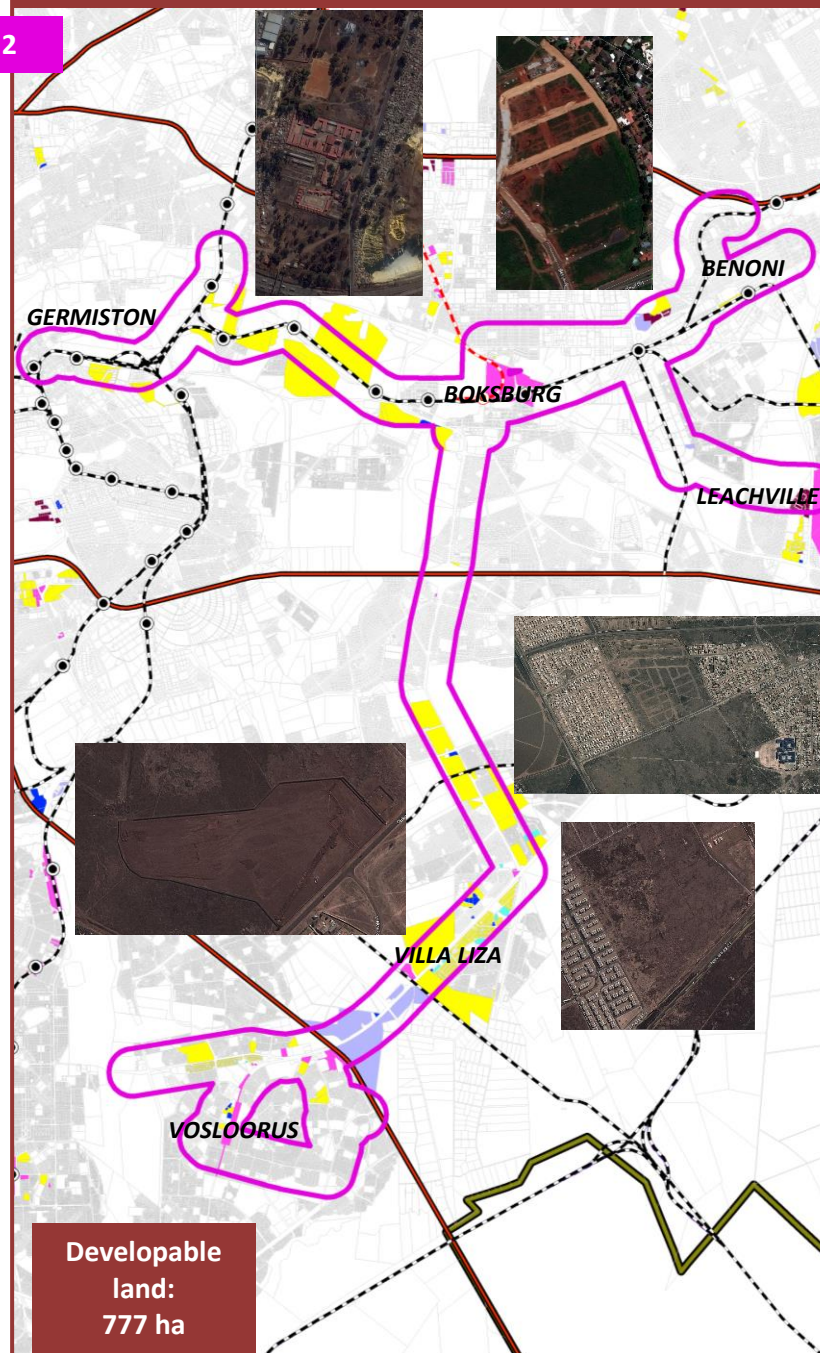 2
GERMISTON
BENONI
BOKSBURG
LEACHVILLE
VILLA LIZA
VOSLOORUS
Developable
land:
777 ha